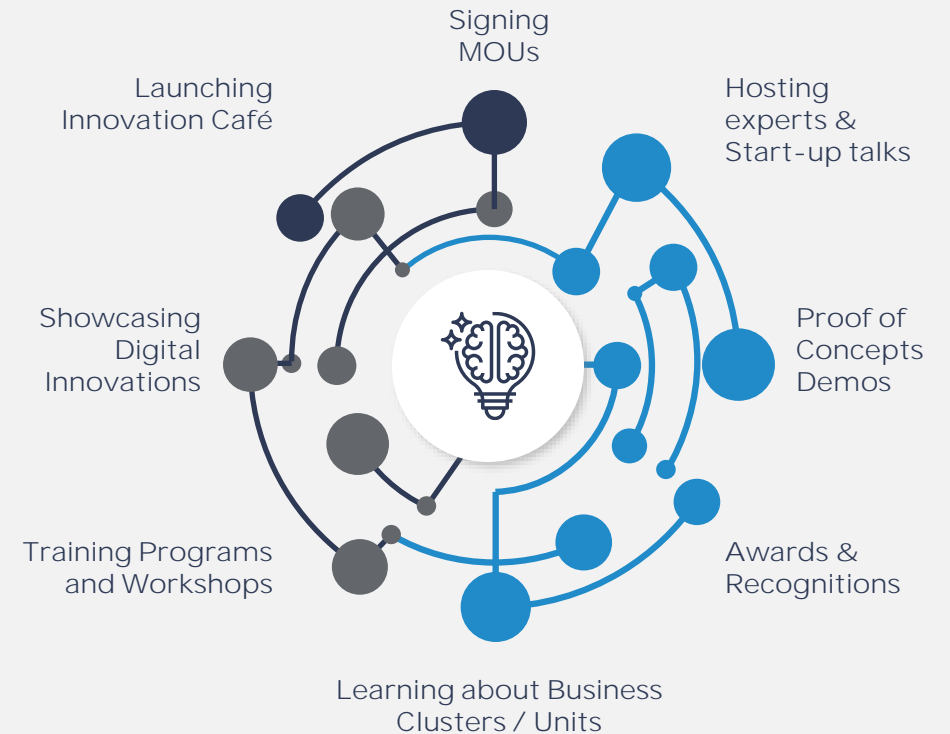 Signing
MOUs
Launching
Innovation Café
Hosting
experts &
Start-up talks
Showcasing
Digital
Innovations
Proof of
Concepts
Demos
Training Programs
and Workshops
Awards &
Recognitions
Learning about Business
Clusters / Units